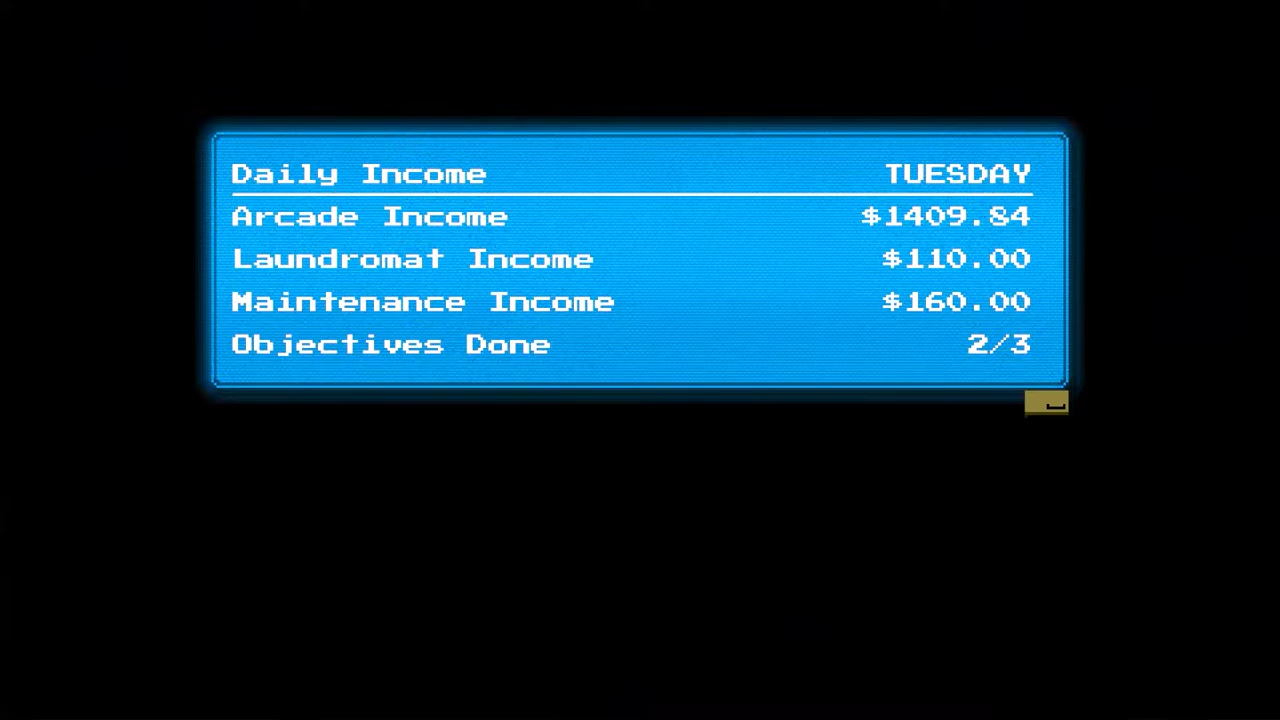 Daily Income TUESDAY
Arcade Income $1409.84
Laundromat Income $110.00
Maintenance Income $160.00
Objectives Done 2/3